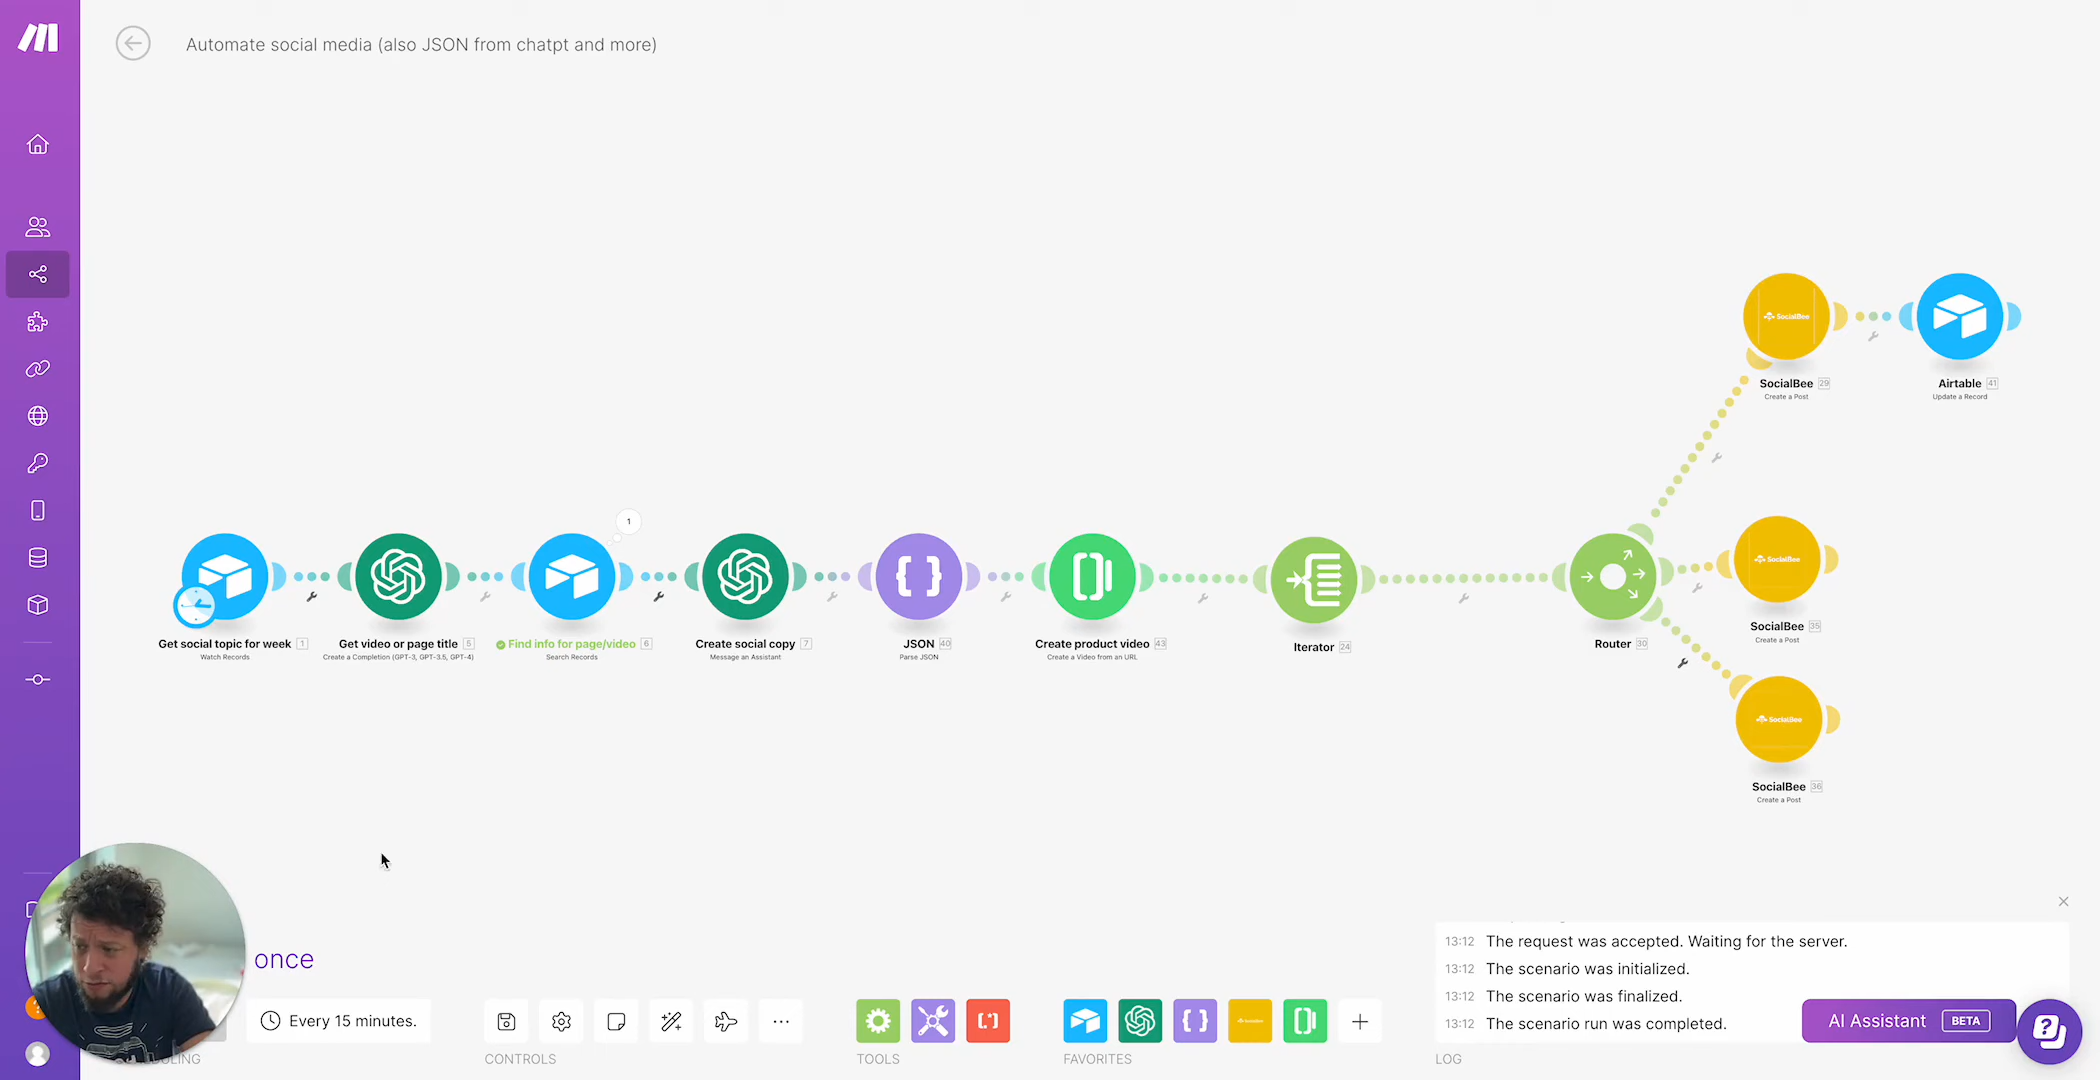 Automate social media (also JSON from chatpt and more)
SocialBee
SocialBee 29
Create a Post
Airtable 41
Update a Record
1
Get social topic for week 1
Watch Records
Get video or page title 5
Create a Completion (GPT-3, GPT-3.5, GPT-4)
Find info for page/video 6
Search Records
Create social copy 7
Message an Assistant
JSON 40
Parse JSON
Create product video 43
Create a Video from an URL
Iterator 24
Router 30
SocialBee
SocialBee 35
Create a Post
SocialBee
SocialBee 36
Create a Post
once
Every 15 minutes.
CONTROLS
TOOLS
FAVORITES
13:12 The request was accepted. Waiting for the server.
13:12 The scenario was initialized.
13:12 The scenario was finalized.
13:12 The scenario run was completed.
LOG
AI Assistant BETA